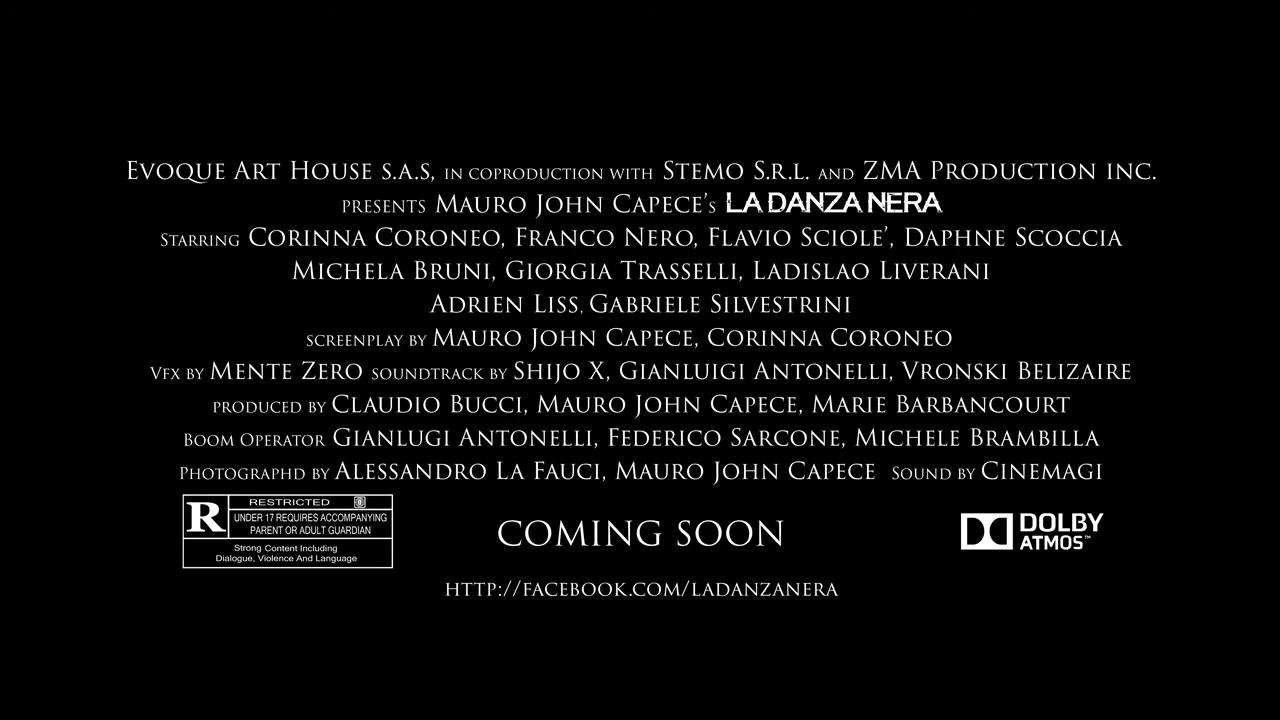 Evoque Art House s.a.s, in coproduction with Stemo S.r.l. and ZMA Production inc.
presents Mauro John Capece's LA DANZA NERA
Starring Corinna Coroneo, Franco Nero, Flavio Sciole', Daphne Scoccia
Michela Bruni, Giorgia Trasselli, Ladislao Liverani
Adrien Liss, Gabriele Silvestrini
screenplay by Mauro John Capece, Corinna Coroneo
Vfx by Mente Zero soundtrack by Shijo X, Gianluigi Antonelli, Vronski Belizaire
produced by Claudio Bucci, Mauro John Capece, Marie Barbancourt
Boom Operator Gianlugi Antonelli, Federico Sarcone, Michele Brambilla
Photographd by Alessandro La Fauci, Mauro John Capece Sound by Cinemagi
R RESTRICTED
UNDER 17 REQUIRES ACCOMPANYING
PARENT OR ADULT GUARDIAN
Strong Content Including
Dialogue, Violence And Language
COMING SOON
DOLBY
ATMOS™
http://facebook.com/ladanzanera